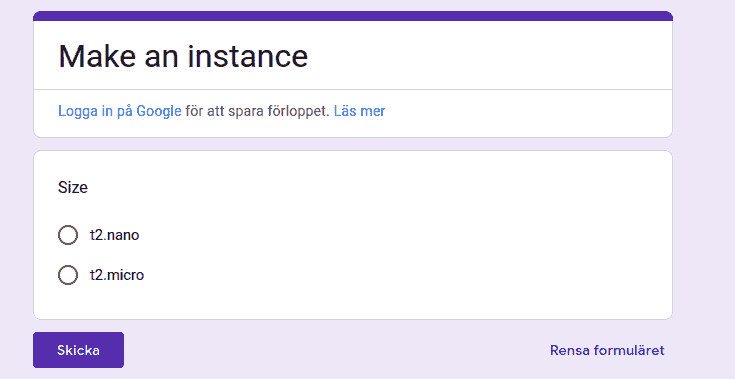 Make an instance
Logga in på Google för att spara förloppet. Läs mer
Size
t2.nano
t2.micro
Skicka
Rensa formuläret